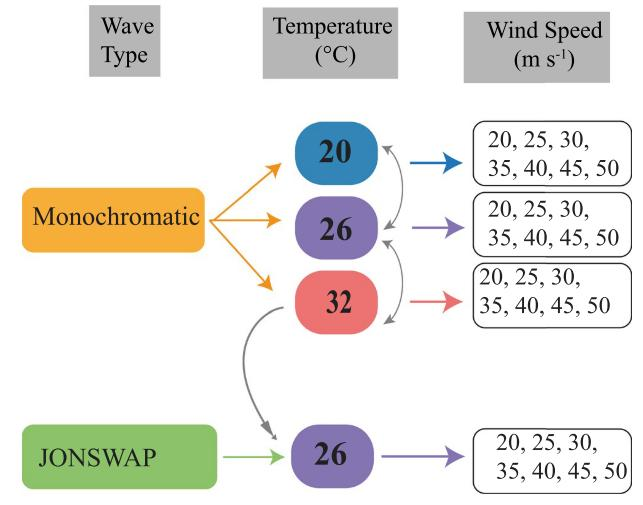 Wave
Type
Temperature
(°C)
Wind Speed
(m s⁻¹)
Monochromatic
20
20, 25, 30,
35, 40, 45, 50
26
20, 25, 30,
35, 40, 45, 50
32
20, 25, 30,
35, 40, 45, 50
JONSWAP
26
20, 25, 30,
35, 40, 45, 50